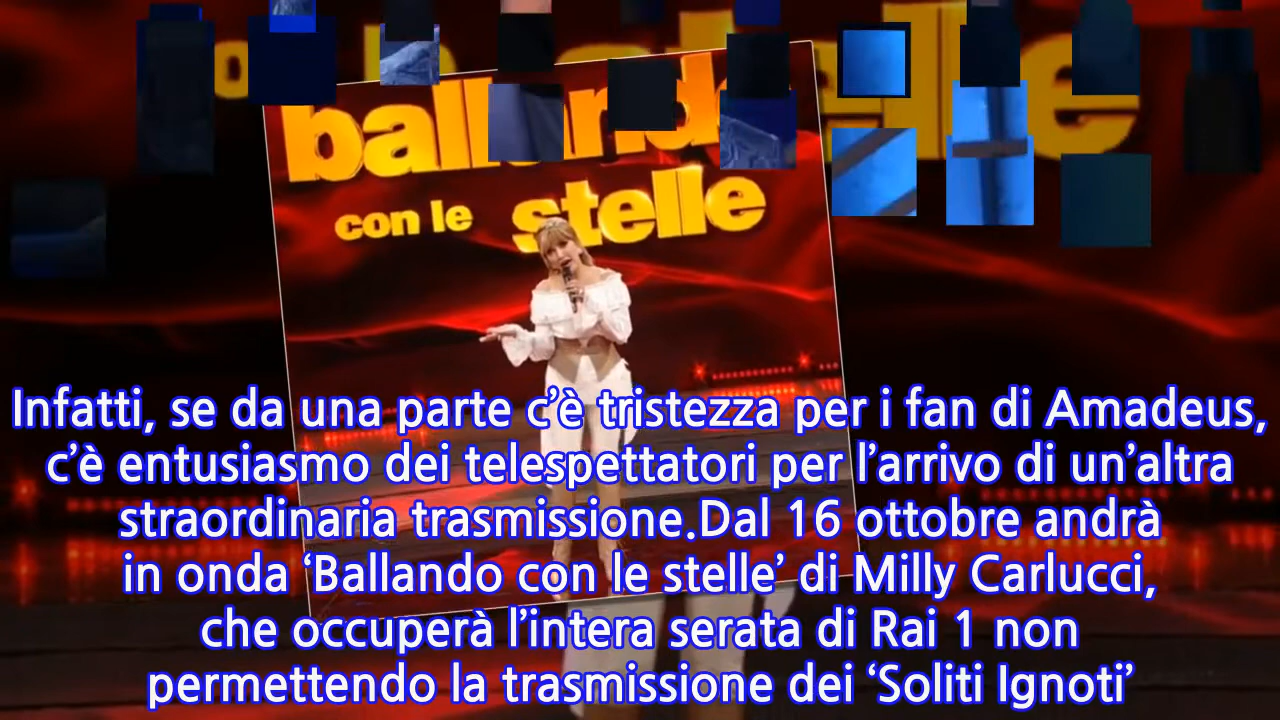 ballando
con le stelle
Infatti, se da una parte c’è tristezza per i fan di Amadeus,
c’è entusiasmo dei telespettatori per l’arrivo di un’altra
straordinaria trasmissione.Dal 16 ottobre andrà
in onda ‘Ballando con le stelle’ di Milly Carlucci,
che occuperà l’intera serata di Rai 1 non
permettendo la trasmissione dei ‘Soliti Ignoti’